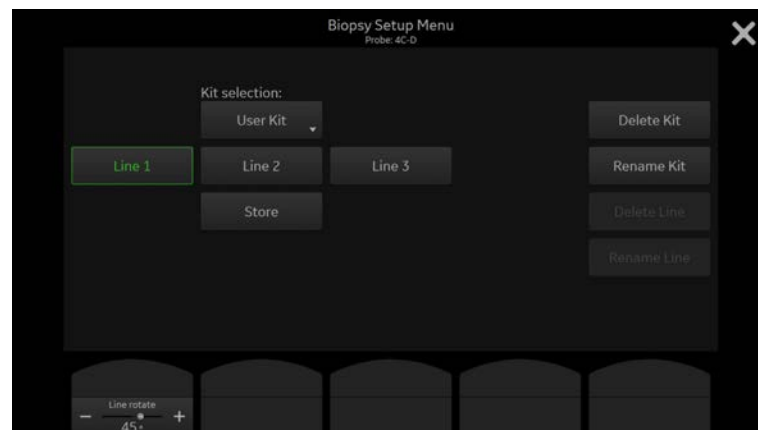 Biopsy Setup Menu
Probe: 4C-D
Kit selection:
User Kit
Delete Kit
Line 1
Line 2
Line 3
Rename Kit
Store
Delete Line
Rename Line
Line rotate
- +
45°